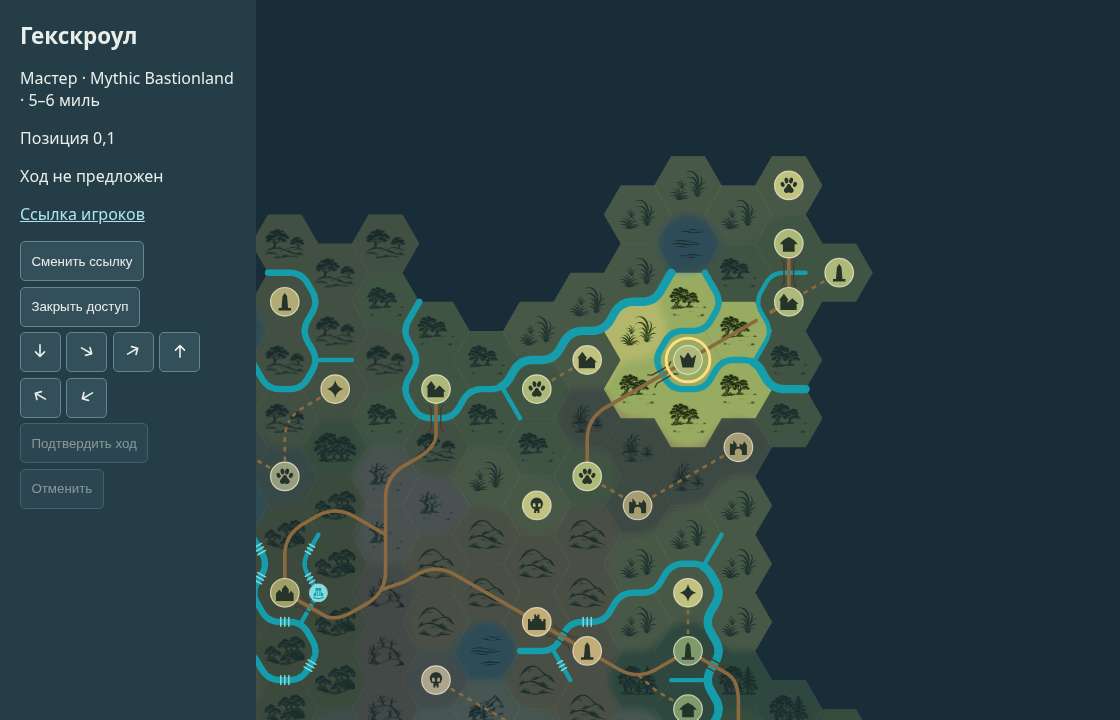 Гекскроул
Мастер · Mythic Bastionland
· 5–6 миль
Позиция 0,1
Ход не предложен
Ссылка игроков
Сменить ссылку
Закрыть доступ
Подтвердить ход
Отменить